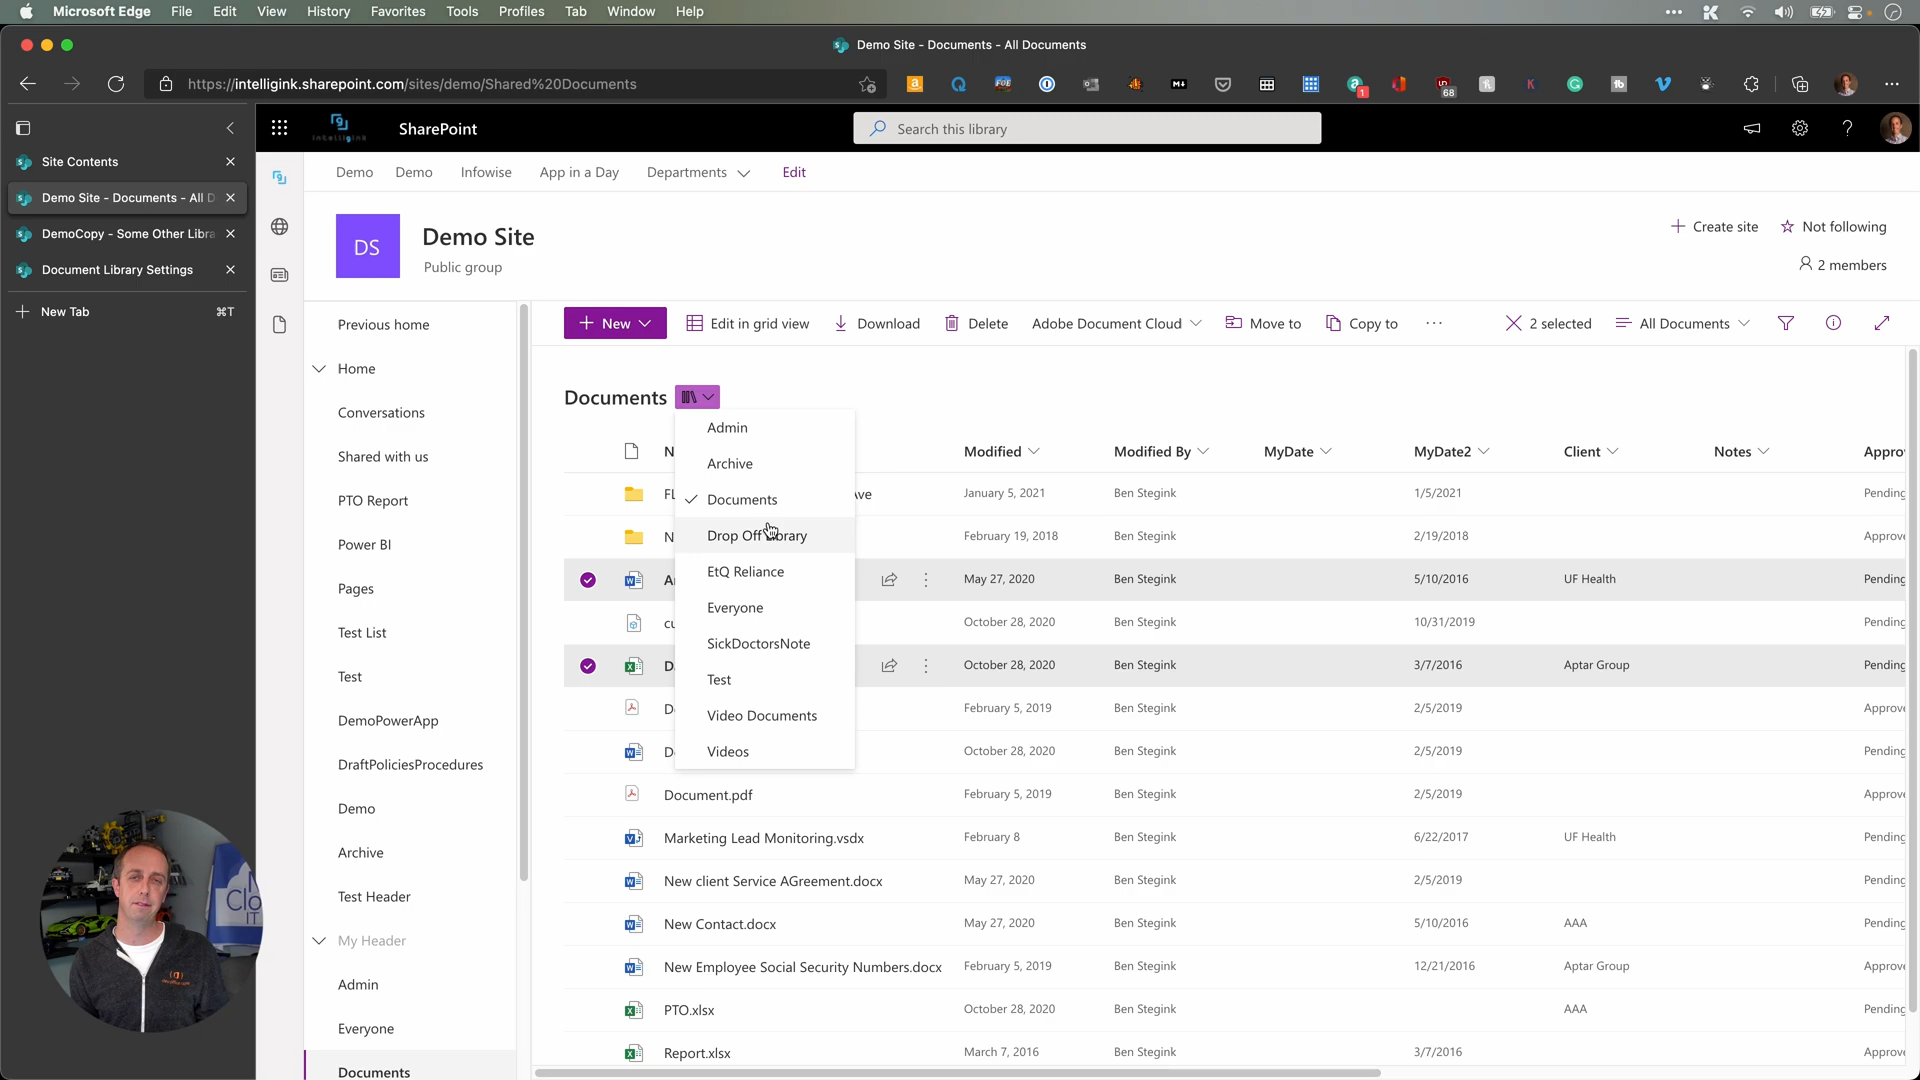 Microsoft Edge File Edit View History Favorites Tools Profiles Tab Window Help
Demo Site - Documents - All Documents
https://intelligink.sharepoint.com/sites/demo/Shared%20Documents
1
68
SharePoint
Search this library
Site Contents
Demo Site - Documents - All D
DemoCopy - Some Other Libra
Document Library Settings
New Tab ⌘T
Demo Demo Infowise App in a Day Departments Edit
DS
Demo Site
Public group
Create site Not following
2 members
Previous home
Home
Conversations
Shared with us
PTO Report
Power BI
Pages
Test List
Test
DemoPowerApp
DraftPoliciesProcedures
Demo
Archive
Test Header
My Header
Admin
Everyone
Documents
New Edit in grid view Download Delete Adobe Document Cloud Move to Copy to ... 2 selected All Documents
Documents
Admin
Archive
Documents
Drop Off
EtQ Reliance
Everyone
SickDoctorsNote
Test
Video Documents
Videos
N Modified Modified By MyDate MyDate2 Client Notes Appro
FL Ave January 5, 2021 Ben Stegink 1/5/2021 Pending
N February 19, 2018 Ben Stegink 2/19/2018 Approve
May 27, 2020 Ben Stegink 5/10/2016 UF Health Pending
October 28, 2020 Ben Stegink 10/31/2019 Pending
D October 28, 2020 Ben Stegink 3/7/2016 Aptar Group Pending
D February 5, 2019 Ben Stegink 2/5/2019 Approve
D October 28, 2020 Ben Stegink 2/5/2019 Pending
Document.pdf February 5, 2019 Ben Stegink 2/5/2019 Approve
Marketing Lead Monitoring.vsdx February 8 Ben Stegink 6/22/2017 UF Health Pending
New client Service AGreement.docx May 27, 2020 Ben Stegink 2/5/2019 Pending
New Contact.docx May 27, 2020 Ben Stegink 5/10/2016 AAA Pending
New Employee Social Security Numbers.docx February 5, 2019 Ben Stegink 12/21/2016 Aptar Group Approve
PTO.xlsx October 28, 2020 Ben Stegink AAA Pending
Report.xlsx March 7, 2016 Ben Stegink 3/7/2016 Approve